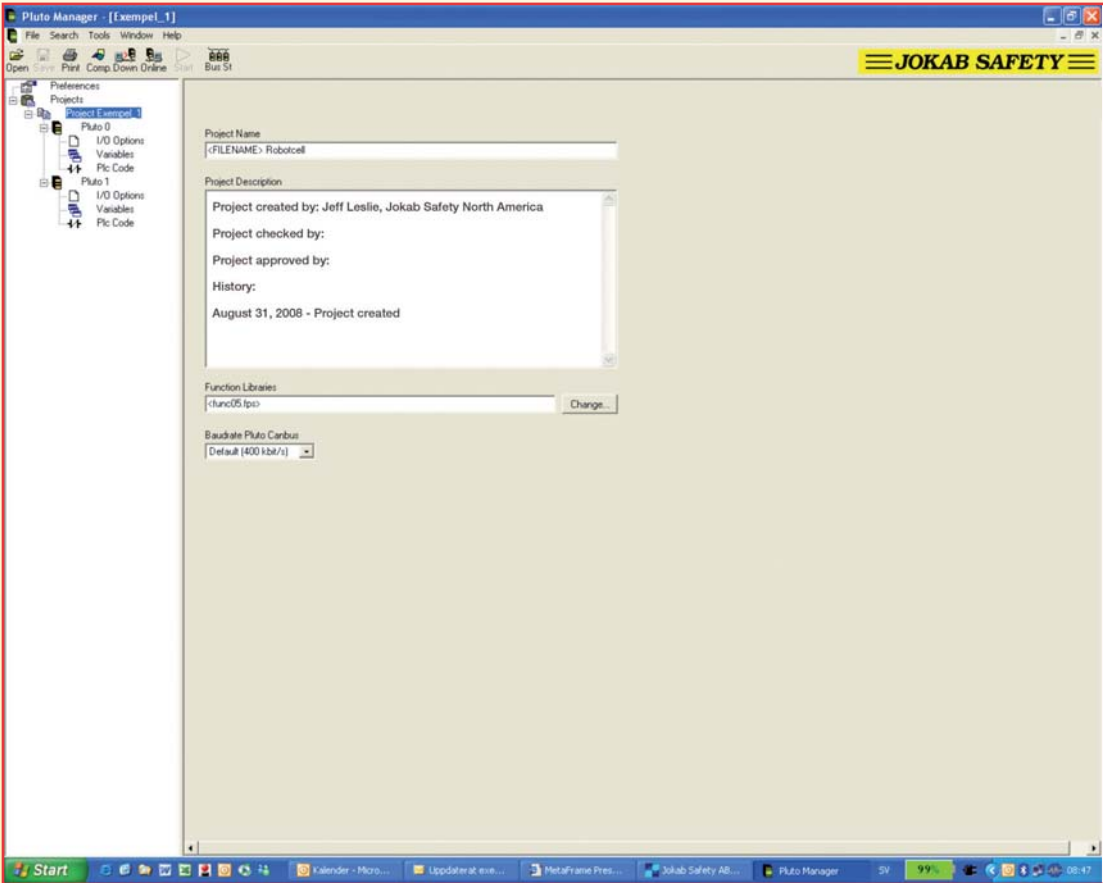 Pluto Manager - [Exempel_1]
File Search Tools Window Help
Open Save Print Comp. Down Online Start Bus St
JOKAB SAFETY
Preferences
Projects
Project Exempel_1
Pluto 0
I/O Options
Variables
Plc Code
Pluto 1
I/O Options
Variables
Plc Code
Project Name
<FILENAME> Robotcell
Project Description
Project created by: Jeff Leslie, Jokab Safety North America
Project checked by:
Project approved by:
History:
August 31, 2008 - Project created
Function Libraries
<func05.fps>
Change...
Baudrate Pluto Canbus
Default (400 kbit/s)
Start
Kalender - Micro...
Uppdaterat exe...
MetaFrame Pres...
Jokab Safety AB...
Pluto Manager
SV
99%
08:47